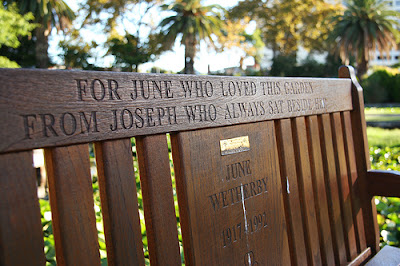 FOR JUNE WHO LOVED THIS GARDEN
FROM JOSEPH WHO ALWAYS SAT BESIDE HER
JUNE
WETHERBY